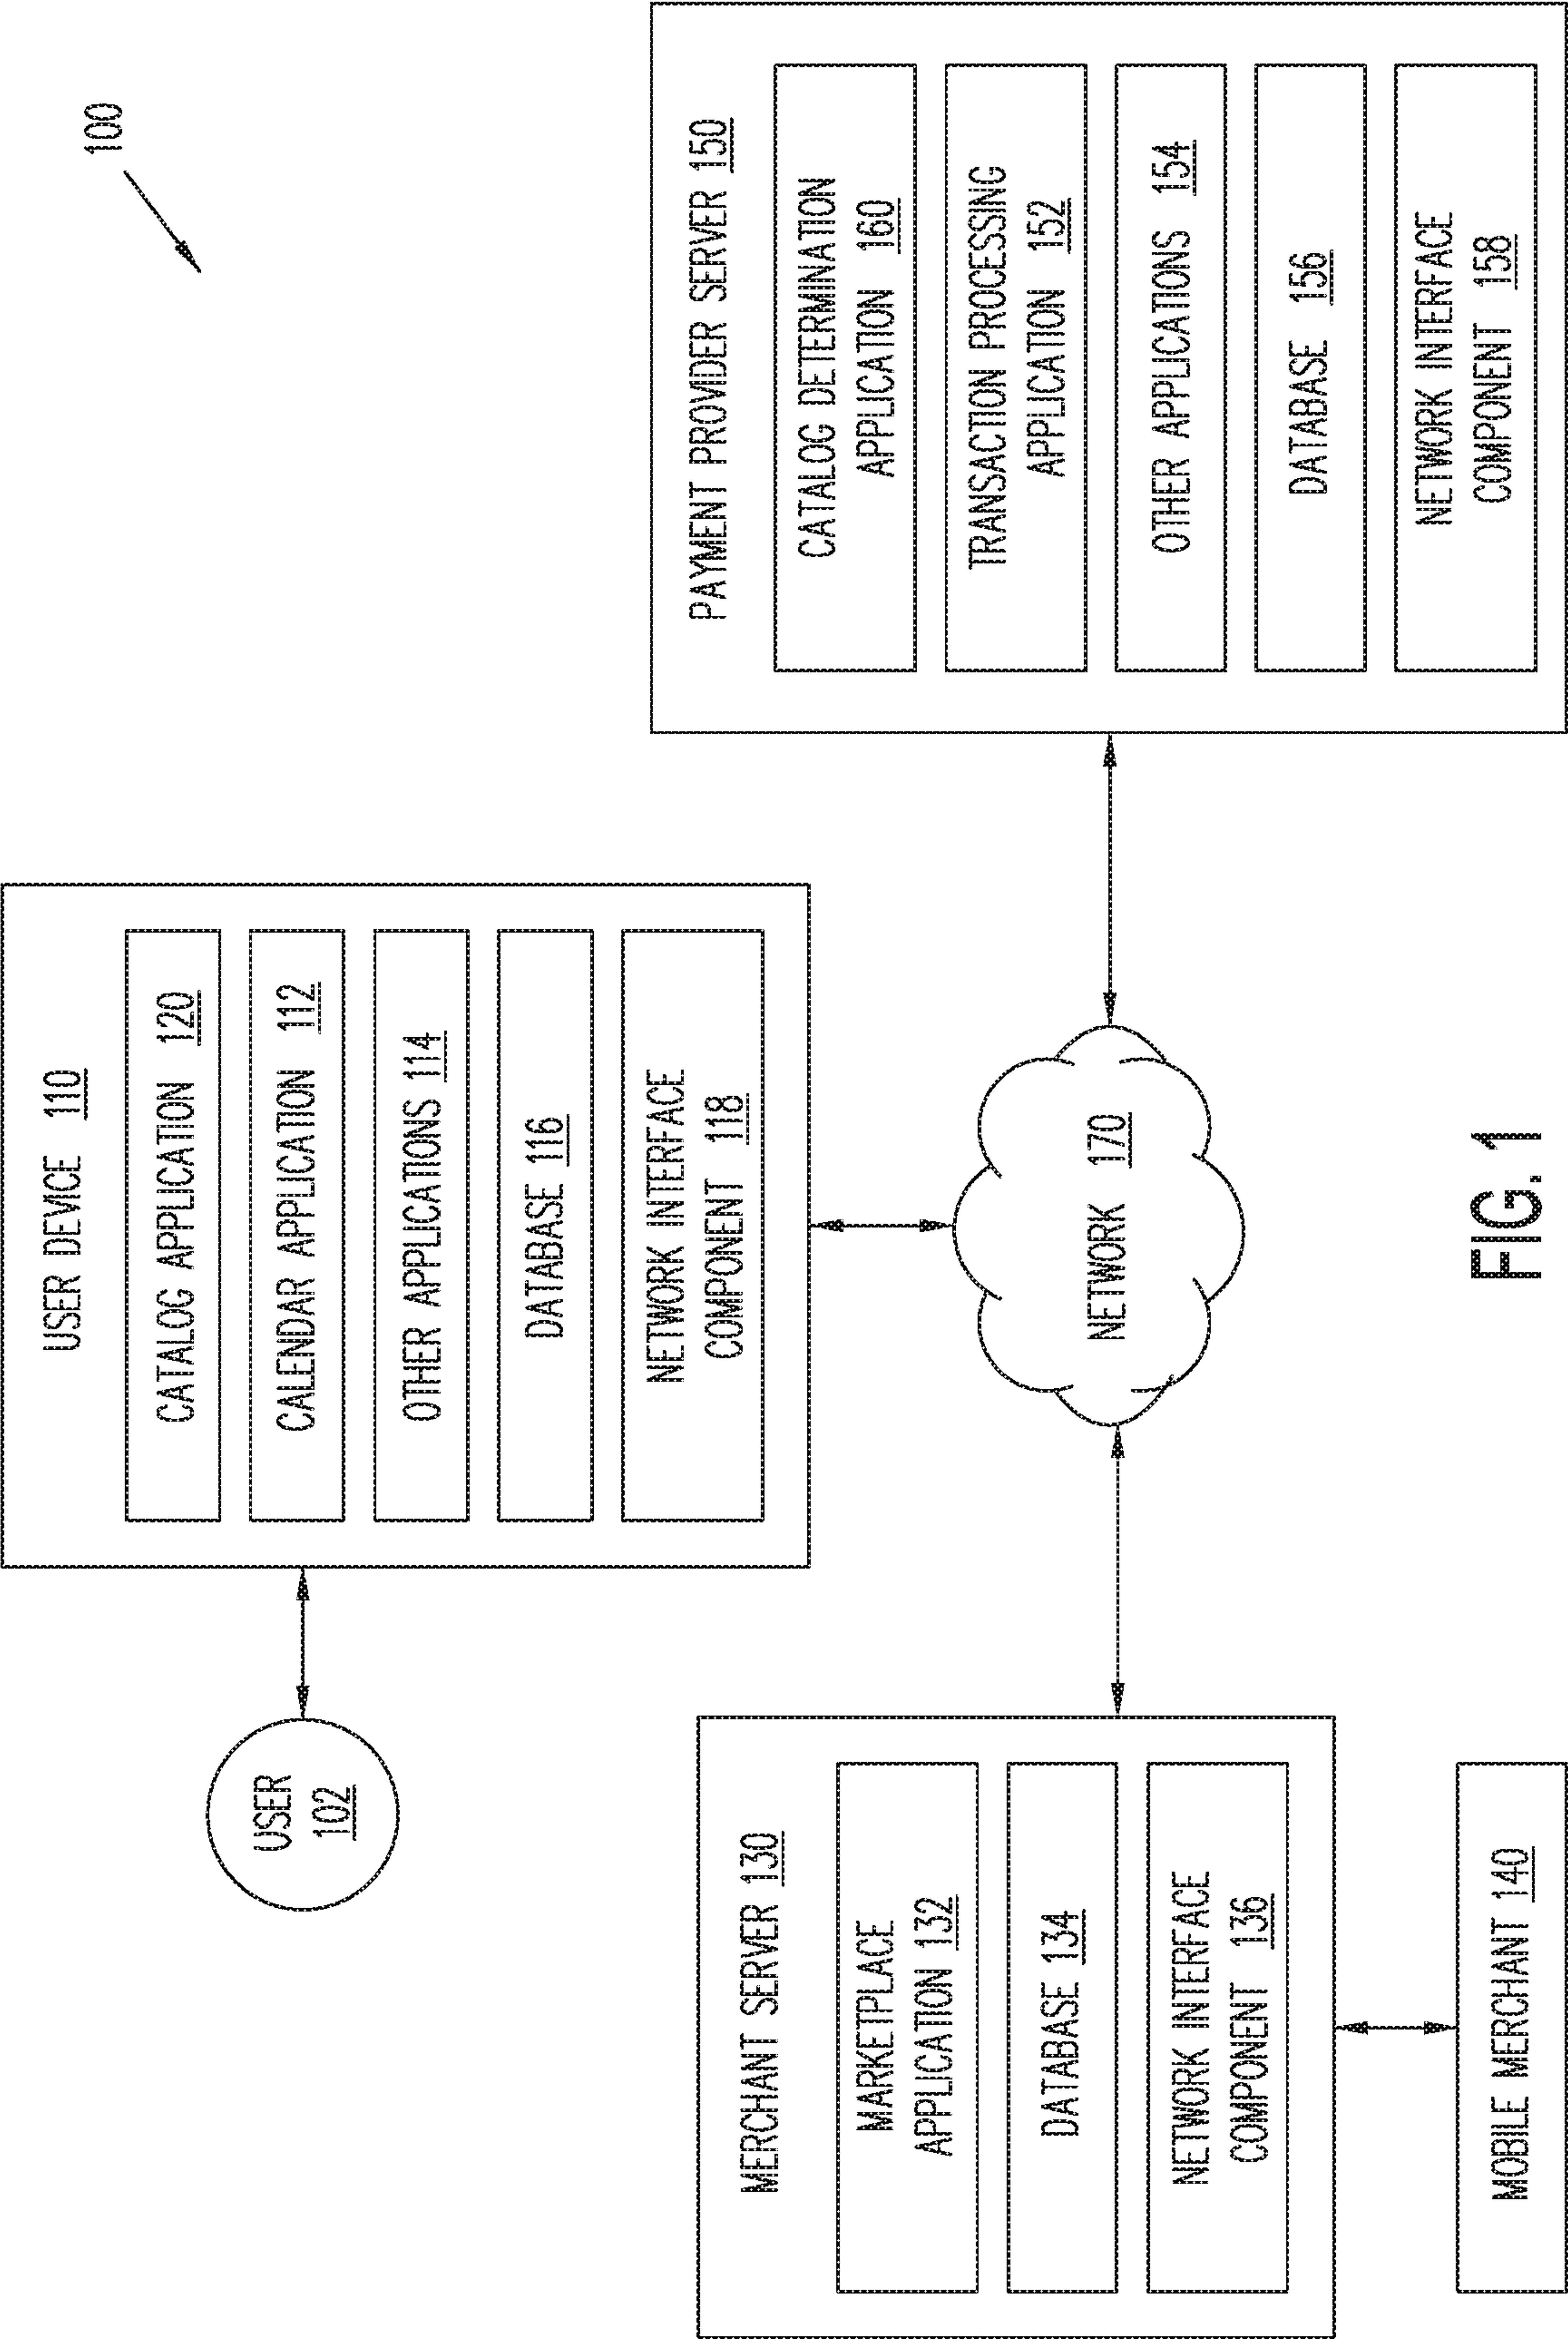 100
USER
102
USER DEVICE 110
CATALOG APPLICATION 120
CALENDAR APPLICATION 112
OTHER APPLICATIONS 114
DATABASE 116
NETWORK INTERFACE
COMPONENT 118
MERCHANT SERVER 130
MARKETPLACE
APPLICATION 132
DATABASE 134
NETWORK INTERFACE
COMPONENT 136
MOBILE MERCHANT 140
NETWORK 170
PAYMENT PROVIDER SERVER 150
CATALOG DETERMINATION
APPLICATION 160
TRANSACTION PROCESSING
APPLICATION 152
OTHER APPLICATIONS 154
DATABASE 156
NETWORK INTERFACE
COMPONENT 158
FIG. 1